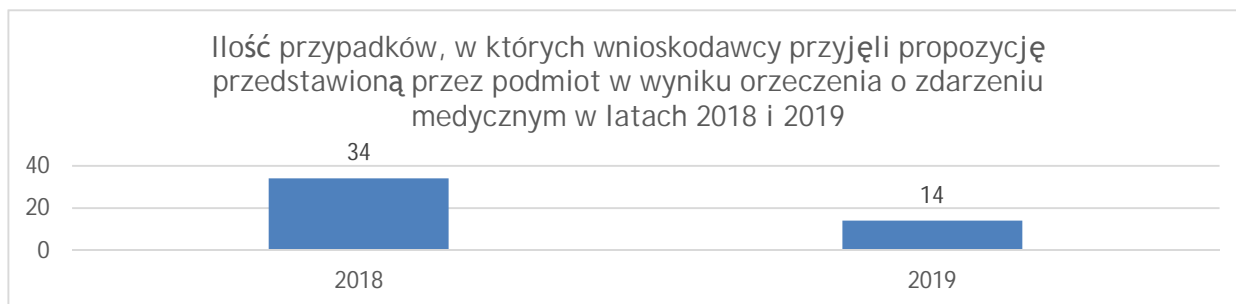 Ilość przypadków, w których wnioskodawcy przyjęli propozycję
przedstawioną przez podmiot w wyniku orzeczenia o zdarzeniu
medycznym w latach 2018 i 2019
34
40
14
20
0
2018
2019